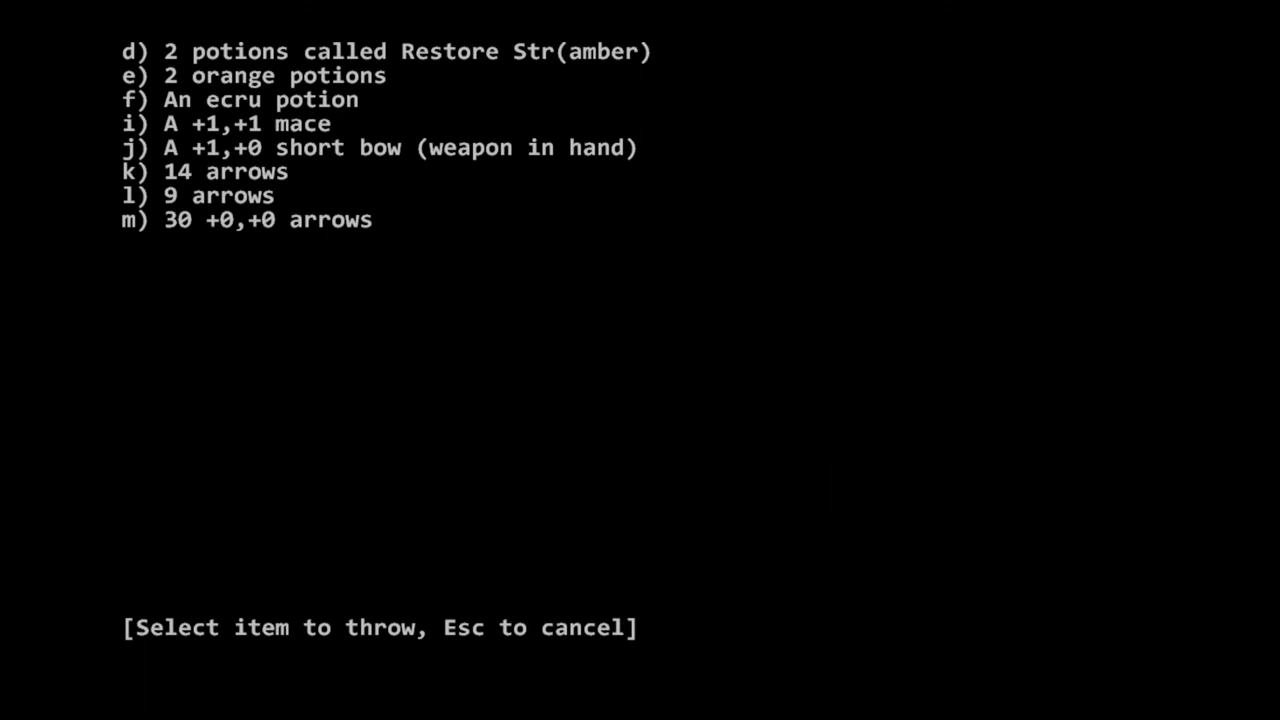 d) 2 potions called Restore Str(amber)
e) 2 orange potions
f) An ecru potion
i) A +1,+1 mace
j) A +1,+0 short bow (weapon in hand)
k) 14 arrows
l) 9 arrows
m) 30 +0,+0 arrows
[Select item to throw, Esc to cancel]